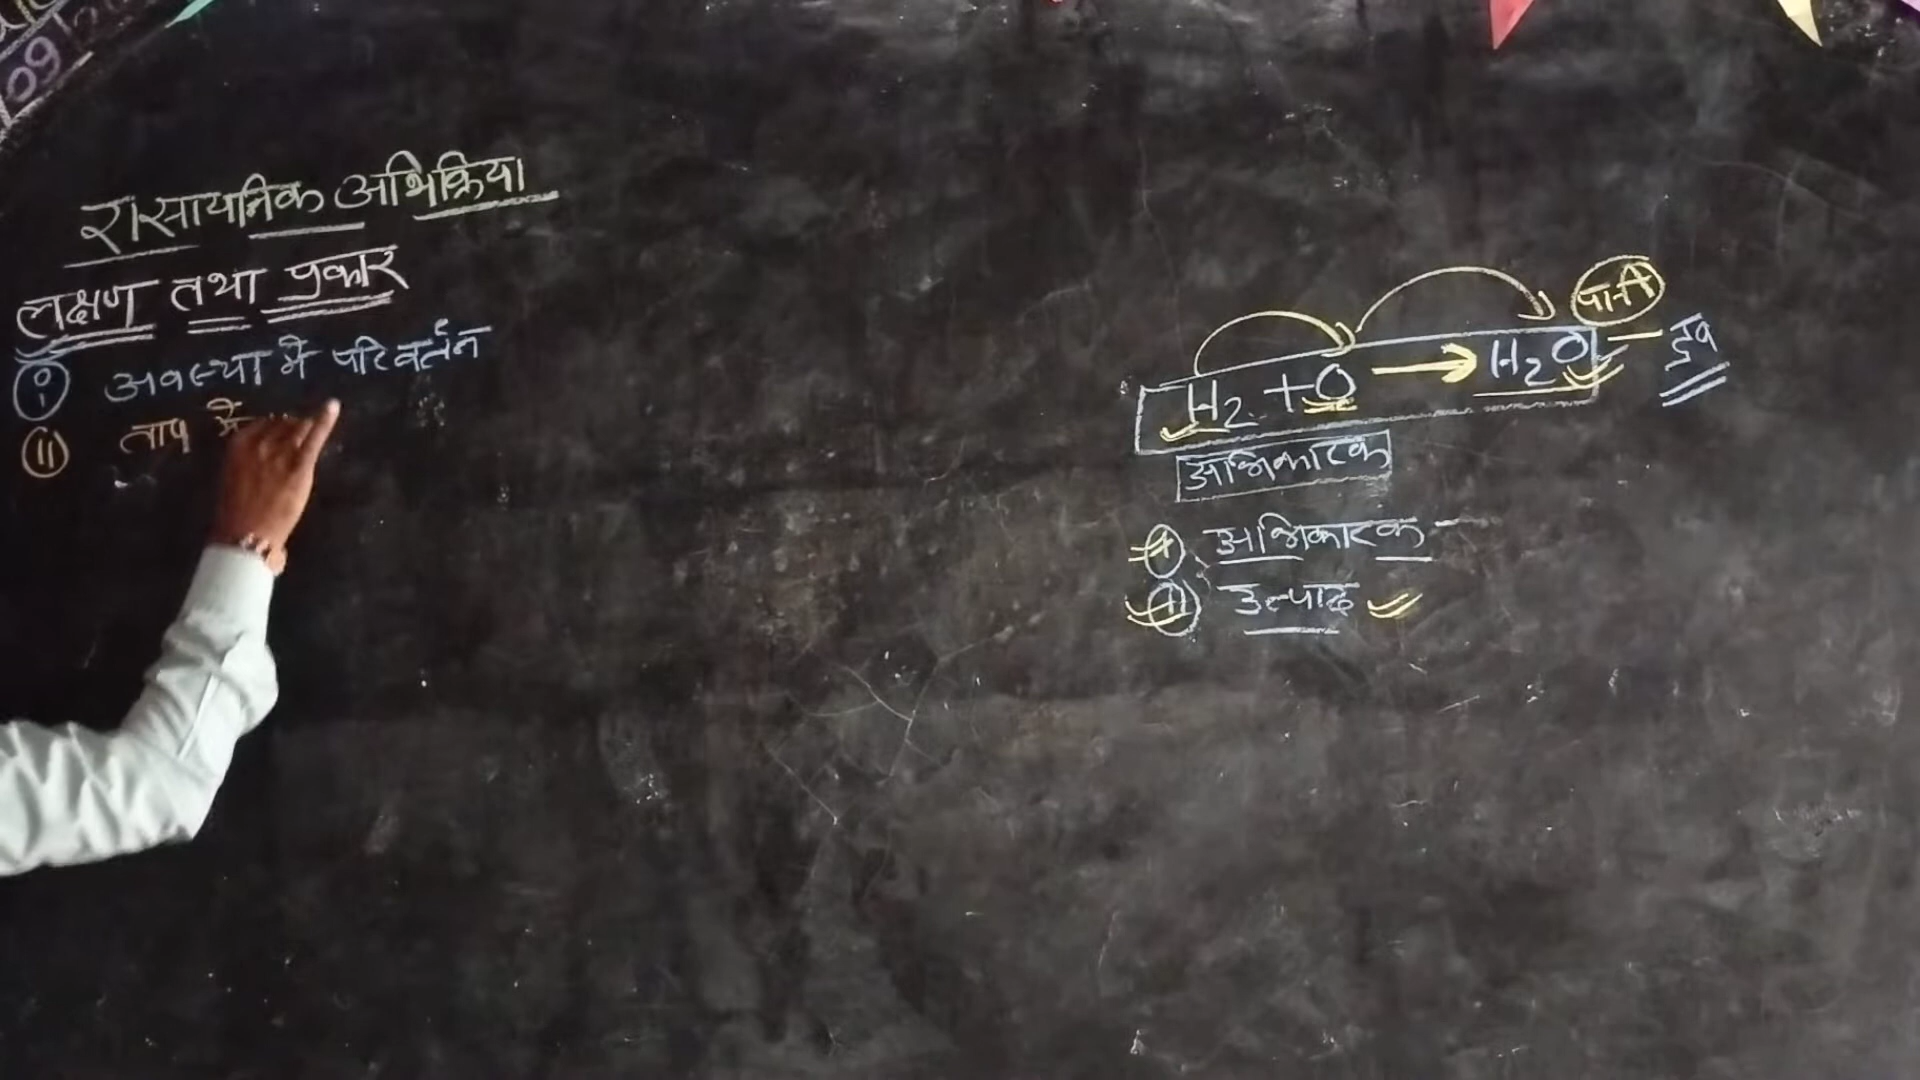 09
रासायनिक अभिक्रिया
लक्षण तथा प्रकार
(i) अवस्था में परिवर्तन
(ii) ताप में
पानी
H₂ + O → H₂O — द्रव
अभिकारक
(i) अभिकारक
(ii) उत्पाद